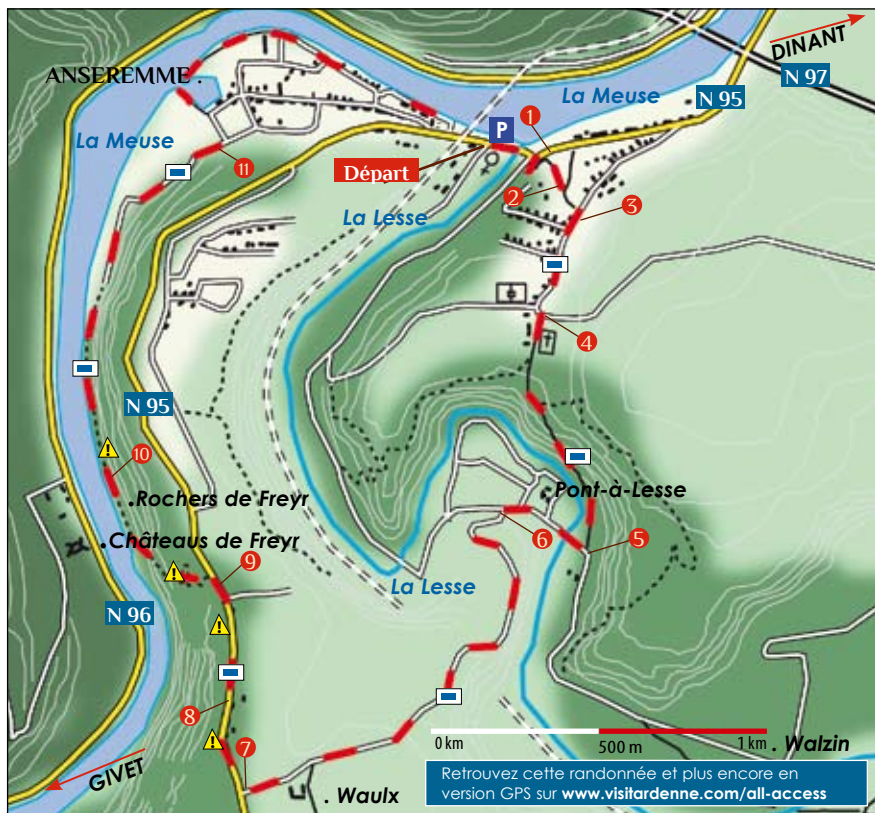 DINANT
ANSEREMME .
N 97
La Meuse
N 95
P
1
La Meuse
11
Départ
2
La Lesse
3
4
N 95
10
.Rochers de Freyr
Pont-à-Lesse
6
5
.Châteaus de Freyr
9
La Lesse
N 96
8
0 km
500 m
1 km
. Walzin
7
GIVET
. Waulx
Retrouvez cette randonnée et plus encore en
version GPS sur www.visitardenne.com/all-access